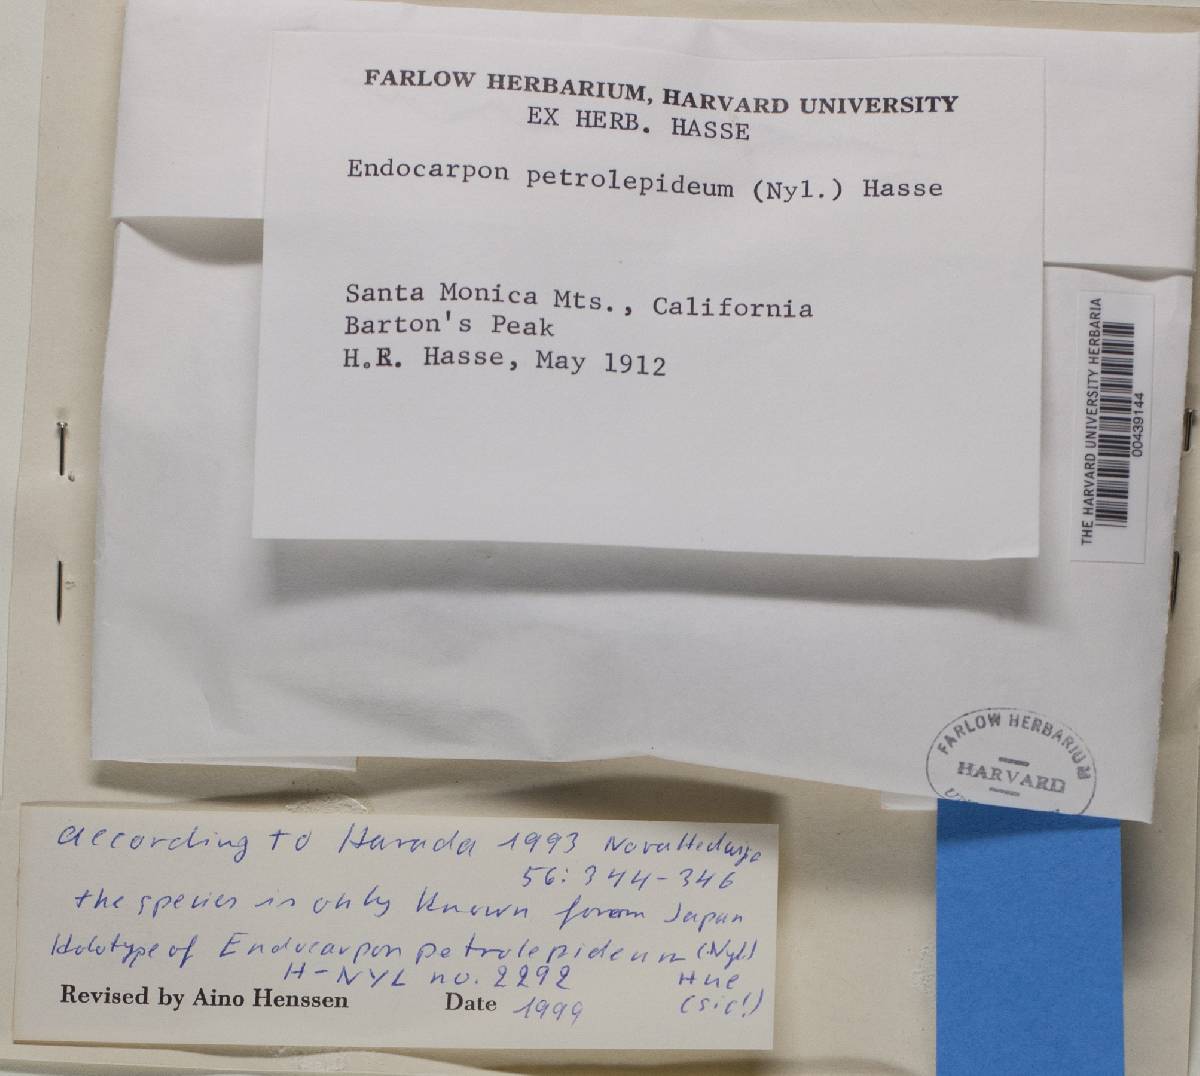 FARLOW HERBARIUM, HARVARD UNIVERSITY
EX HERB. HASSE
Endocarpon petrolepideum (Nyl.) Hasse
Santa Monica Mts., California
Barton's Peak
H.E. Hasse, May 1912
THE HARVARD UNIVERSITY HERBARIA
00439144
FARLOW HERBARIUM
HARVARD
according to Harada 1993 Nova Hedwigia
56: 344-346
the species is only known from Japan
Holotype of Endocarpon petrolepideum (Nyl)
H-NYL no. 2292 Hue
Revised by Aino Henssen Date 1999 (sic!)